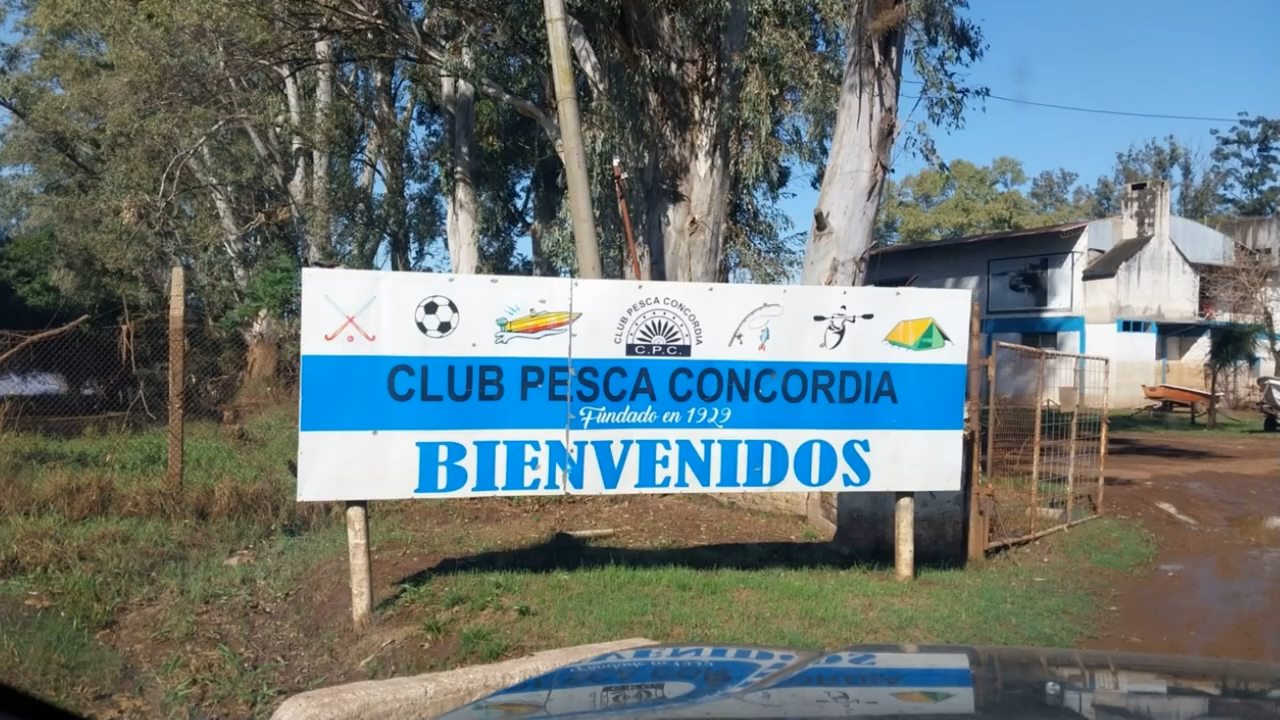 CLUB PESCA CONCORDIA
C.P.C.
CLUB PESCA CONCORDIA
Fundado en 1929
BIENVENIDOS